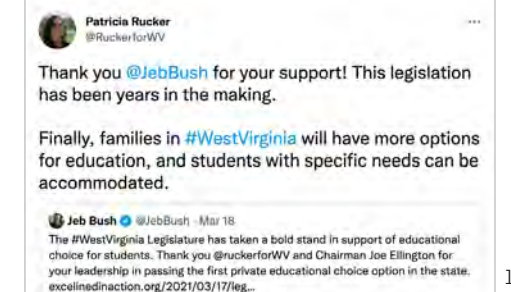 Patricia Rucker
@RuckerforWV
Thank you @JebBush for your support! This legislation
has been years in the making.
Finally, families in #WestVirginia will have more options
for education, and students with specific needs can be
accommodated.
Jeb Bush @JebBush · Mar 18
The #WestVirginia Legislature has taken a bold stand in support of educational
choice for students. Thank you @ruckerforWV and Chairman Joe Ellington for
your leadership in passing the first private educational choice option in the state.
excelinedinaction.org/2021/03/17/leg...